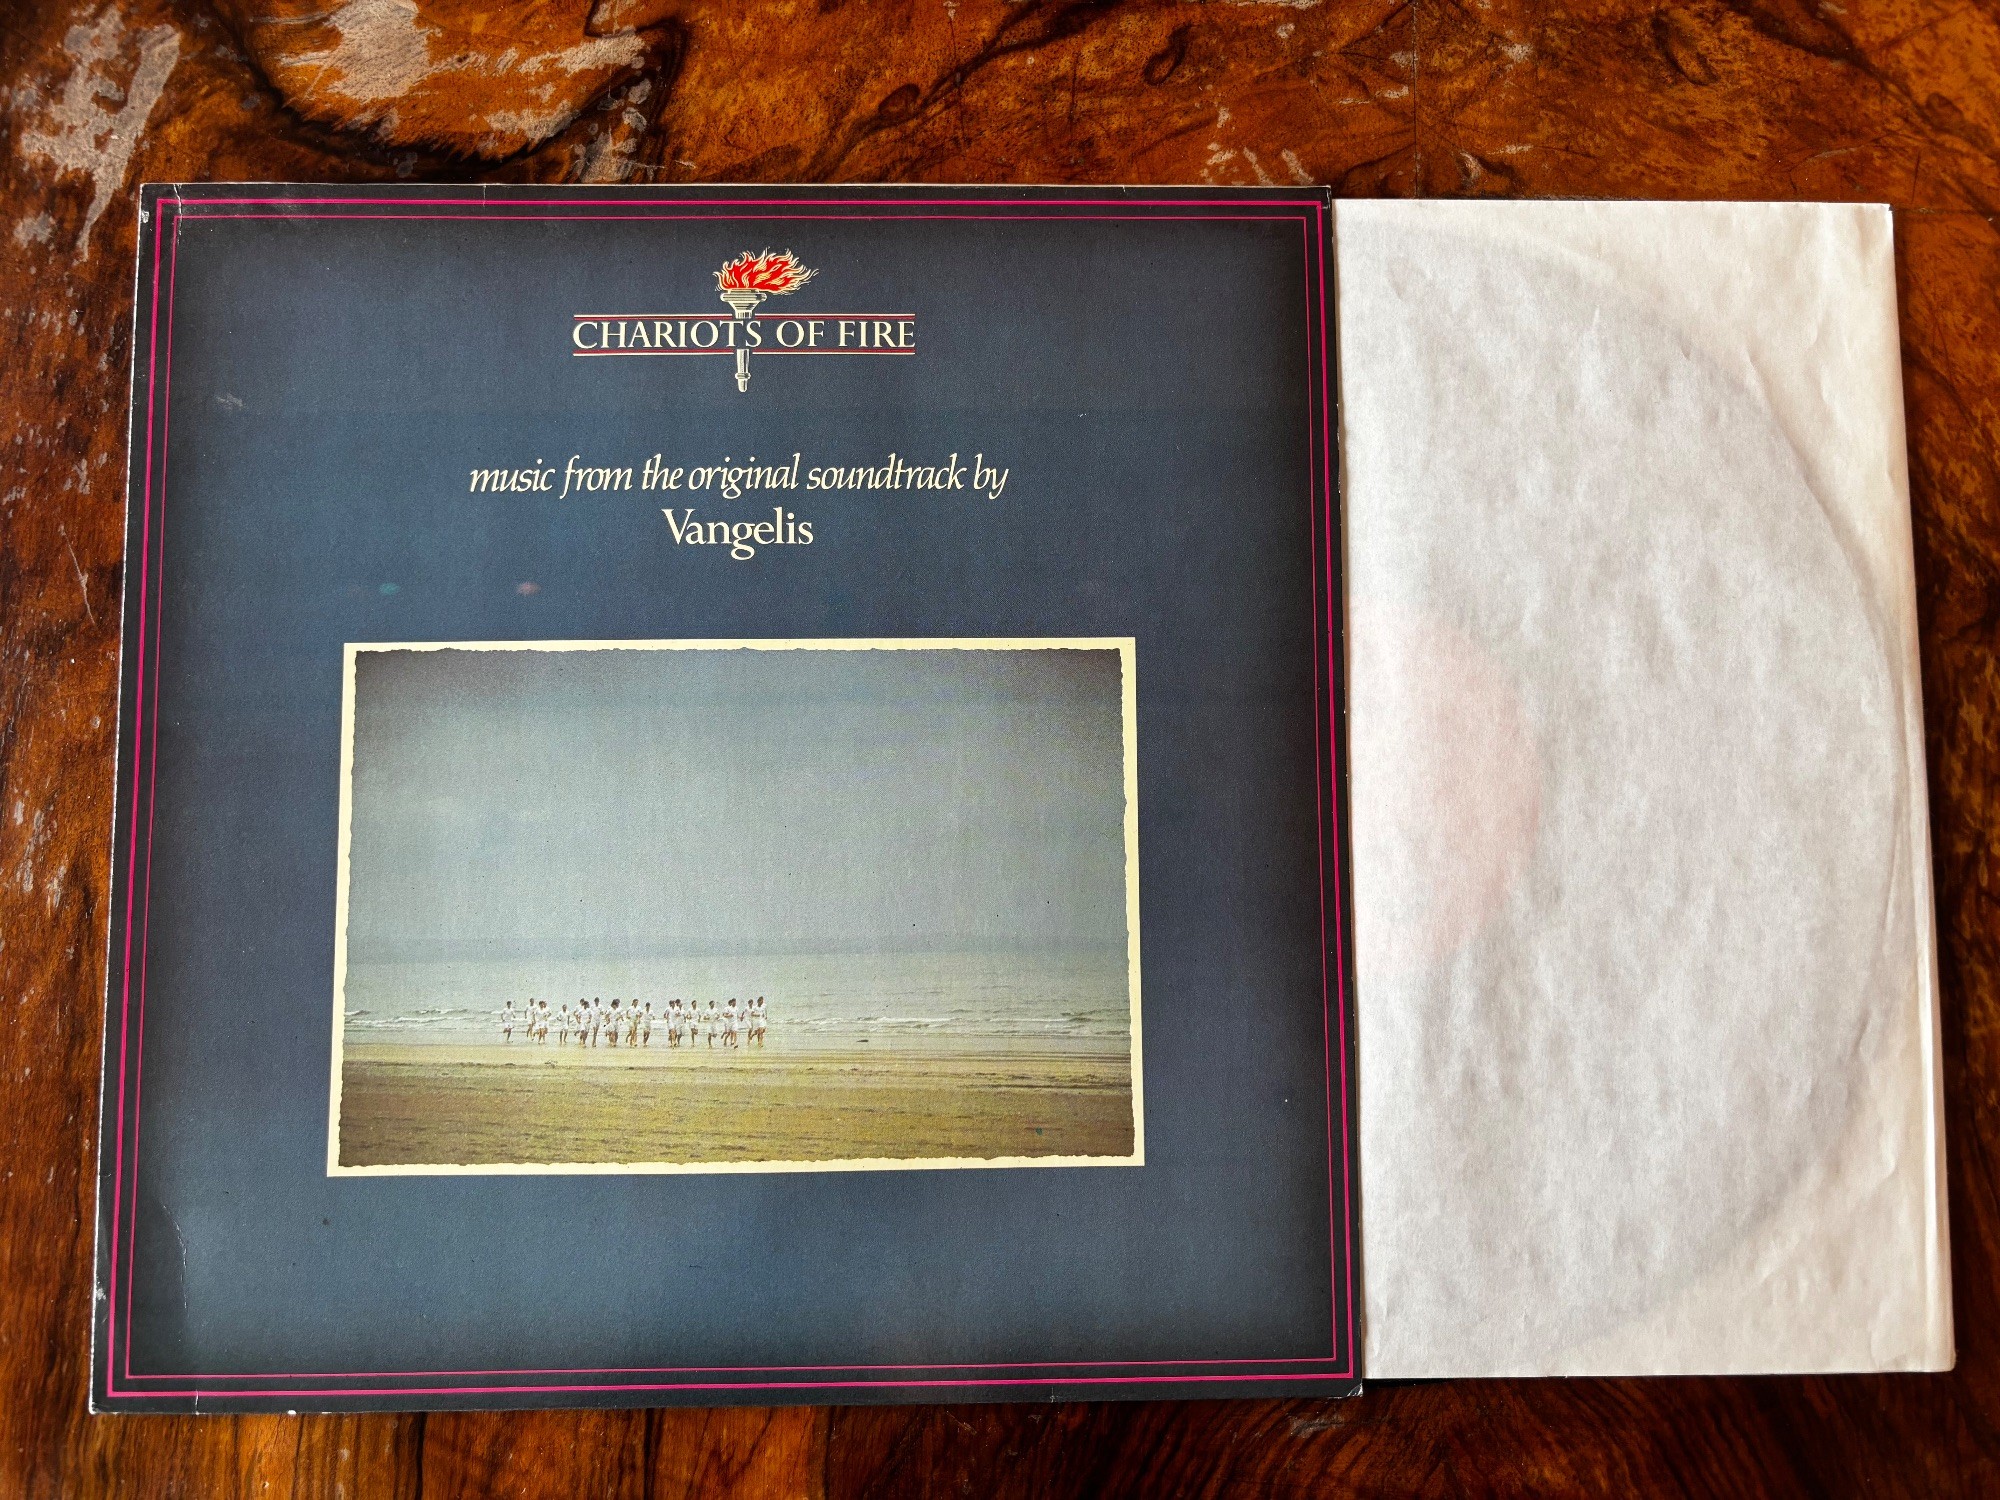 CHARIOTS OF FIRE
music from the original soundtrack by
Vangelis